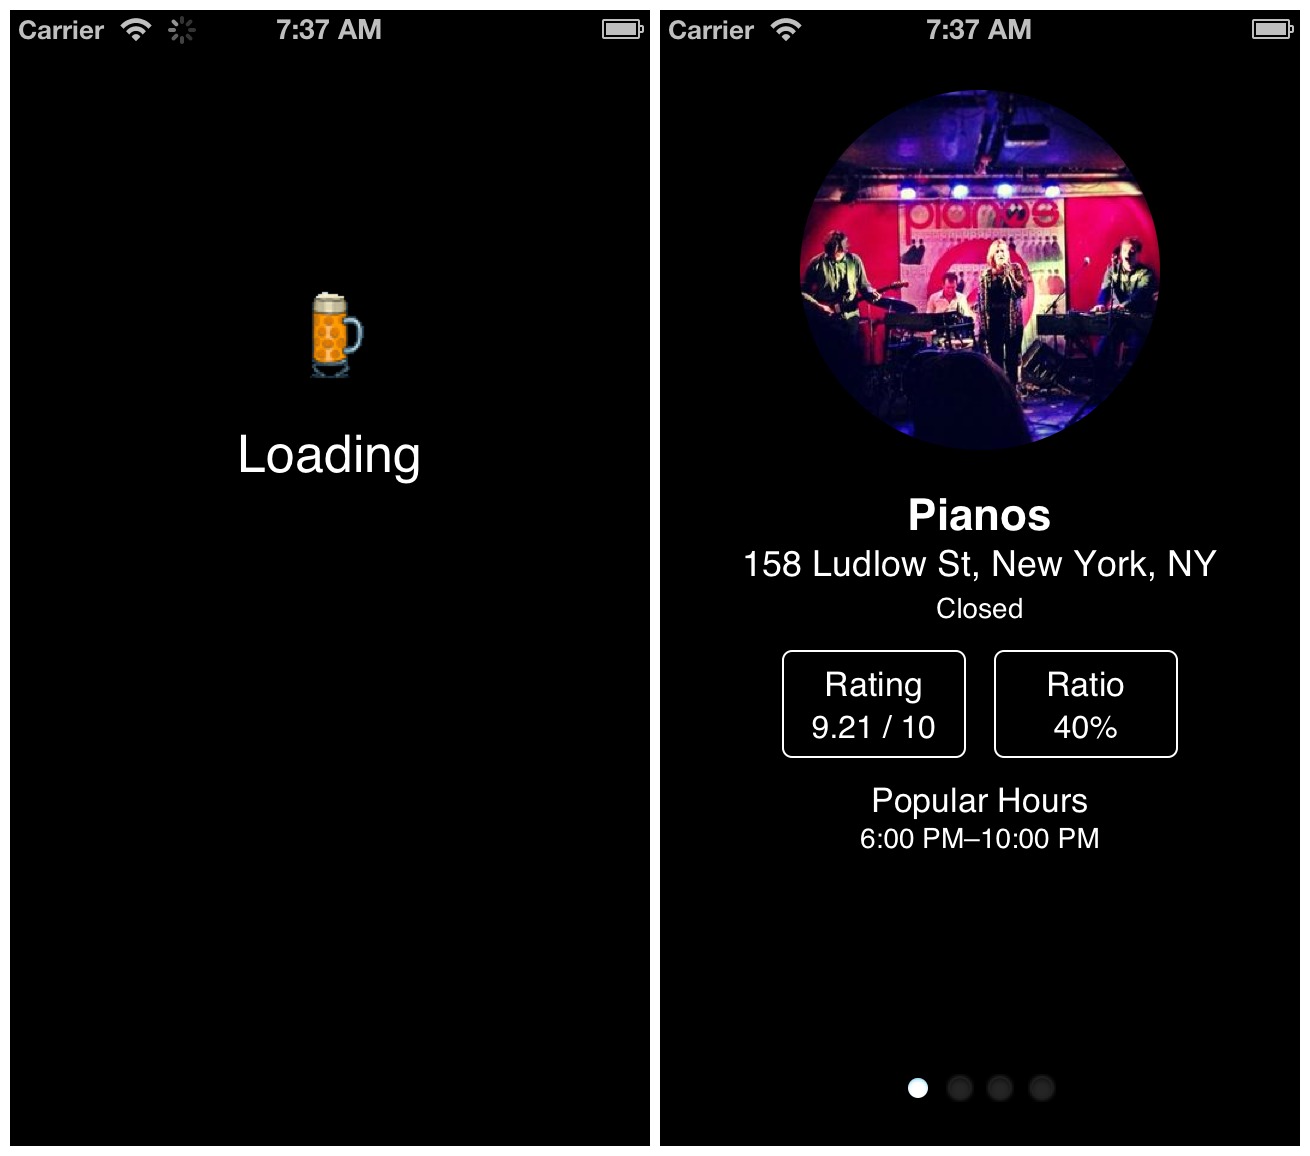 Carrier 7:37 AM
Loading
Carrier 7:37 AM
pianos
Pianos
158 Ludlow St, New York, NY
Closed
Rating
9.21 / 10
Ratio
40%
Popular Hours
6:00 PM–10:00 PM